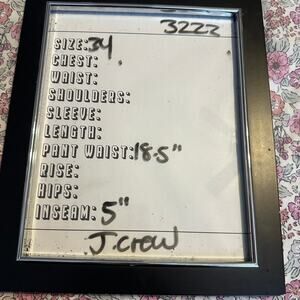 3222
SIZE: 34
CHEST:
WAIST:
SHOULDERS:
SLEEVE:
LENGTH:
PANT WAIST: 18.5"
RISE:
HIPS:
INSEAM: 5"
J.Crew